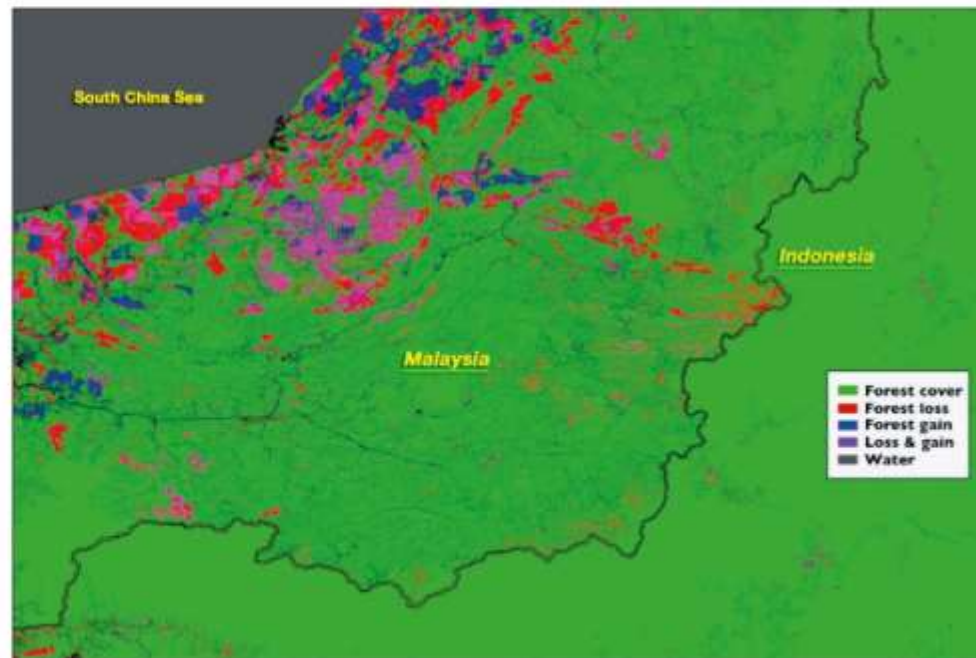 South China Sea
Indonesia
Malaysia
Forest cover
Forest loss
Forest gain
Loss & gain
Water